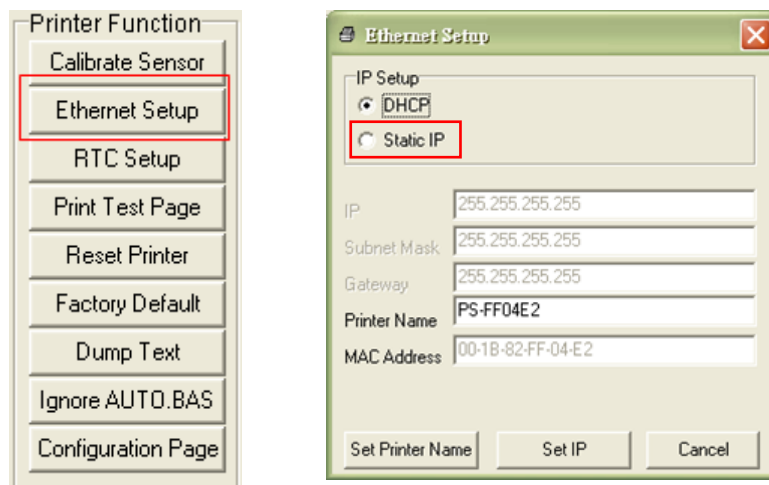 Printer Function
Calibrate Sensor
Ethernet Setup
RTC Setup
Print Test Page
Reset Printer
Factory Default
Dump Text
Ignore AUTO.BAS
Configuration Page
Ethernet Setup
IP Setup
DHCP
Static IP
IP 255.255.255.255
Subnet Mask 255.255.255.255
Gateway 255.255.255.255
Printer Name PS-FF04E2
MAC Address 00-1B-82-FF-04-E2
Set Printer Name Set IP Cancel